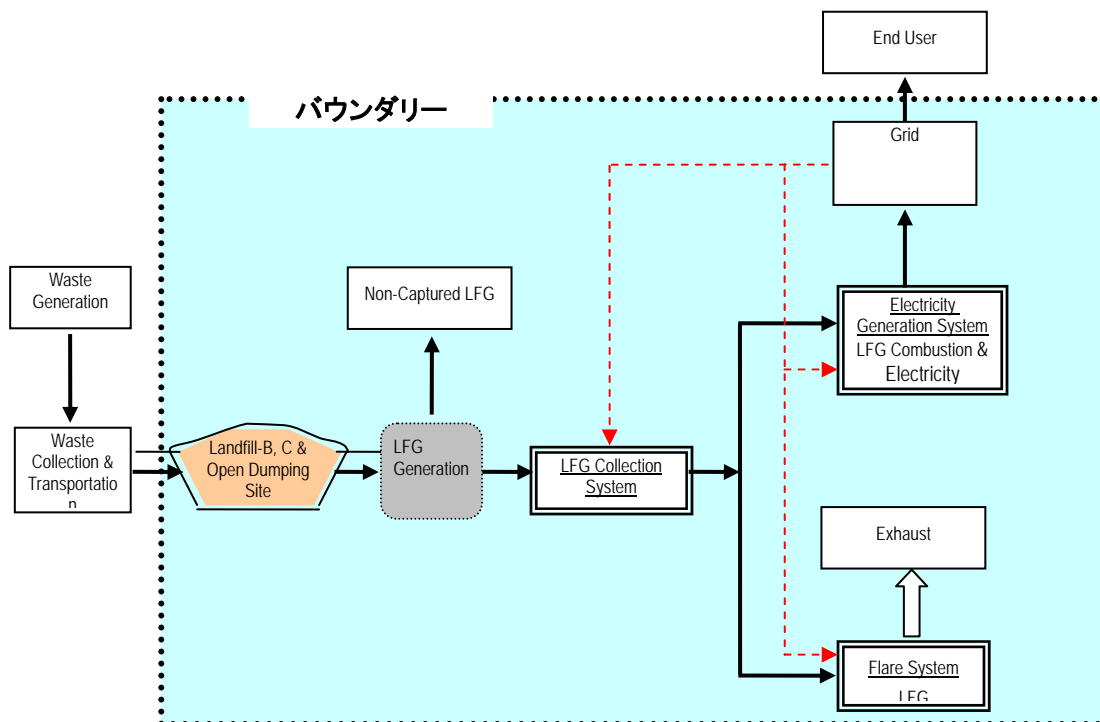 End User
バウンダリー
Grid
Waste
Generation
Non-Captured LFG
Electricity
Generation System
LFG Combustion &
Electricity
Waste
Collection &
Transportatio
n
Landfill-B, C &
Open Dumping
Site
LFG
Generation
LFG Collection
System
Exhaust
Flare System
LFG